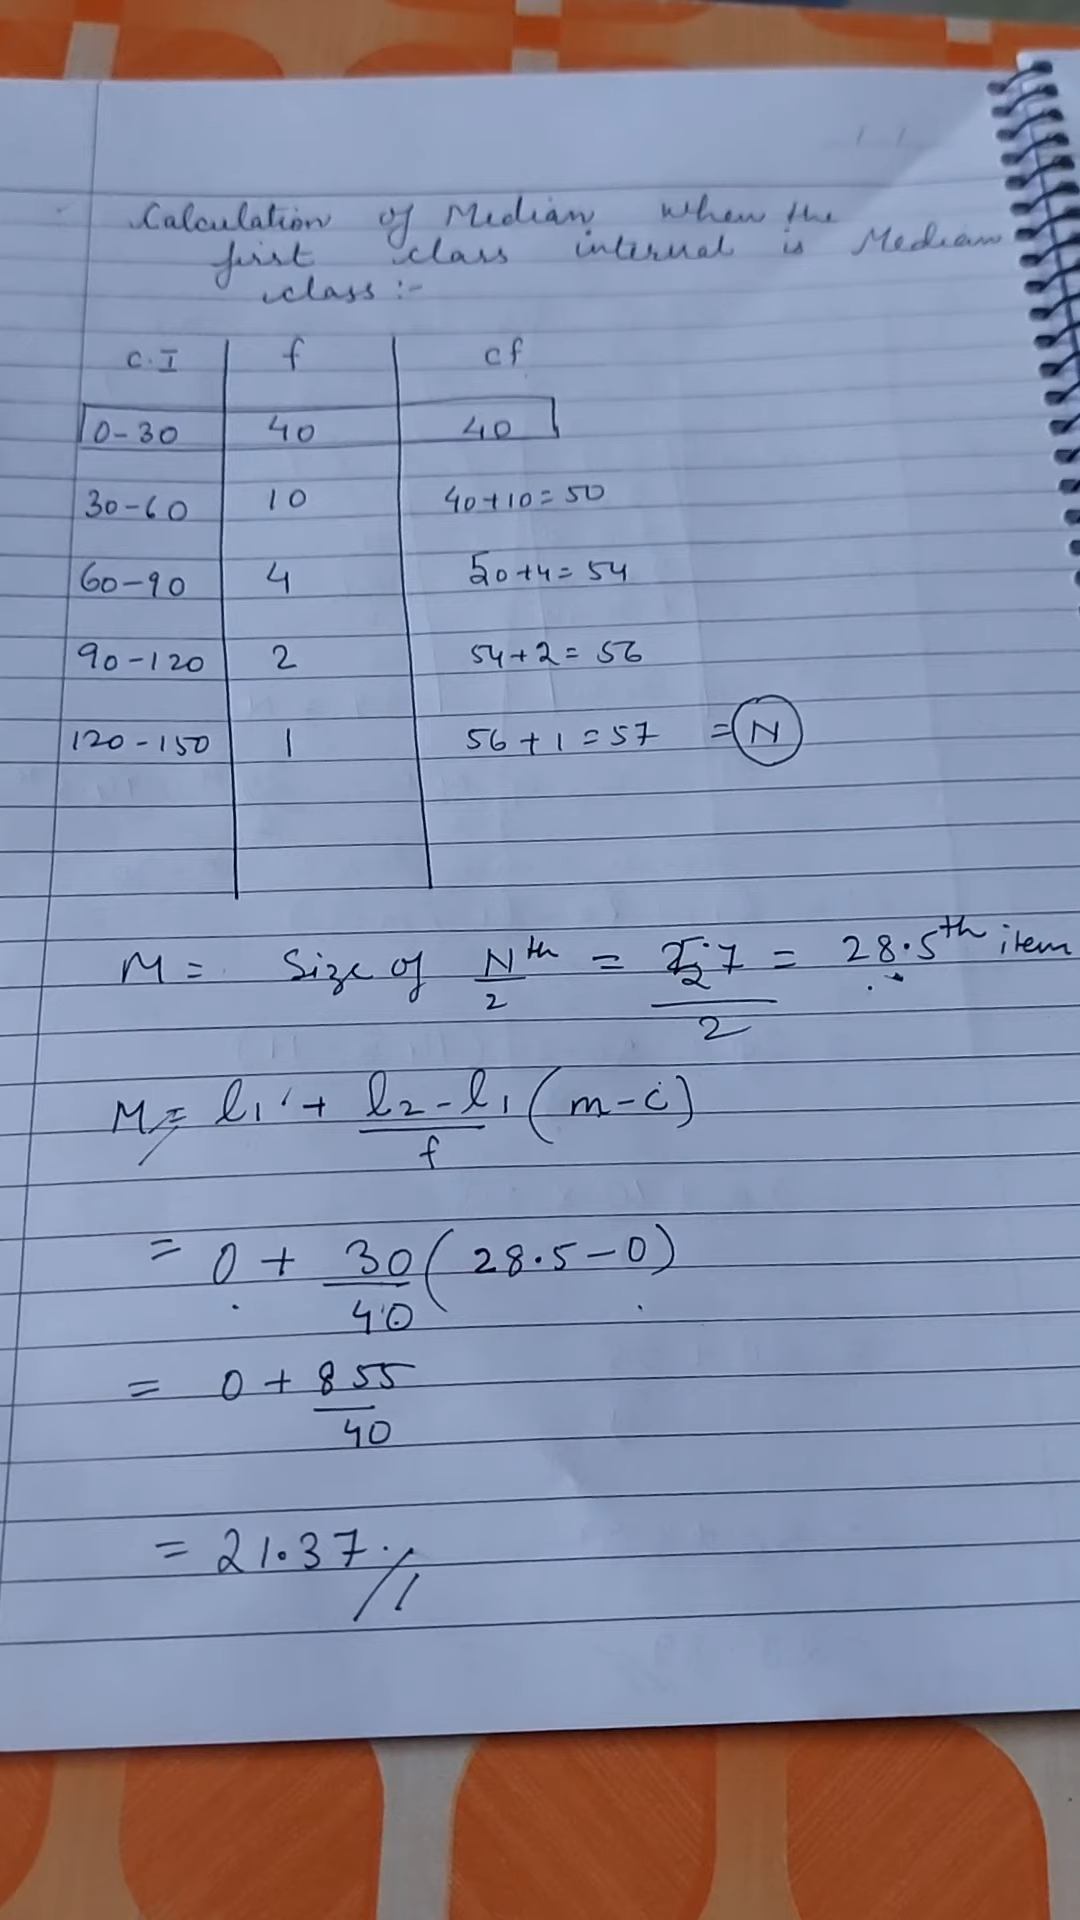 Calculation of Median when the
first class interval is Median
class :-
C.I f cf
0-30 40 40
30-60 10 40+10=50
60-90 4 50+4=54
90-120 2 54+2=56
120-150 1 56+1=57 =N
M = Size of N/2 th = 57/2 = 28.5th item
M = l₁ + l₂-l₁/f (m-c)
= 0 + 30/40 (28.5-0)
= 0 + 855/40
= 21.37